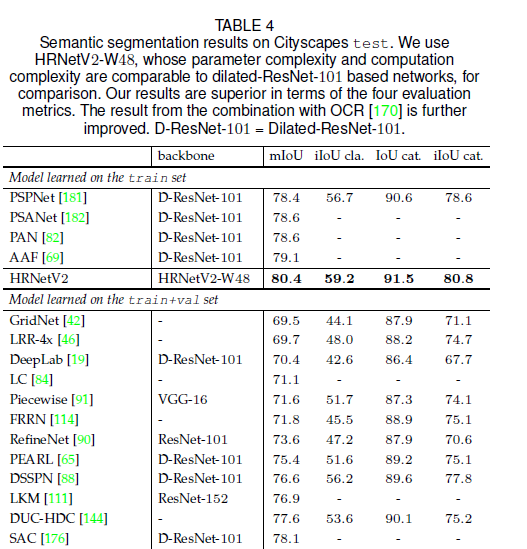 TABLE 4
Semantic segmentation results on Cityscapes test. We use
HRNetV2-W48, whose parameter complexity and computation
complexity are comparable to dilated-ResNet-101 based networks, for
comparison. Our results are superior in terms of the four evaluation
metrics. The result from the combination with OCR [170] is further
improved. D-ResNet-101 = Dilated-ResNet-101.
backbone mIoU iIoU cla. IoU cat. iIoU cat.
Model learned on the train set
PSPNet [181] D-ResNet-101 78.4 56.7 90.6 78.6
PSANet [182] D-ResNet-101 78.6 - - -
PAN [82] D-ResNet-101 78.6 - - -
AAF [69] D-ResNet-101 79.1 - - -
HRNetV2 HRNetV2-W48 80.4 59.2 91.5 80.8
Model learned on the train+val set
GridNet [42] - 69.5 44.1 87.9 71.1
LRR-4x [46] - 69.7 48.0 88.2 74.7
DeepLab [19] D-ResNet-101 70.4 42.6 86.4 67.7
LC [84] - 71.1 - - -
Piecewise [91] VGG-16 71.6 51.7 87.3 74.1
FRRN [114] - 71.8 45.5 88.9 75.1
RefineNet [90] ResNet-101 73.6 47.2 87.9 70.6
PEARL [65] D-ResNet-101 75.4 51.6 89.2 75.1
DSSPN [88] D-ResNet-101 76.6 56.2 89.6 77.8
LKM [111] ResNet-152 76.9 - - -
DUC-HDC [144] - 77.6 53.6 90.1 75.2
SAC [176] D-ResNet-101 78.1 - - -